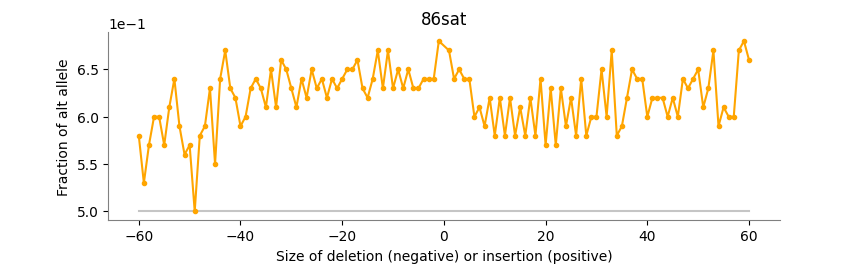 86sat
1e−1
Fraction of alt allele
6.5
6.0
5.5
5.0
−60 −40 −20 0 20 40 60
Size of deletion (negative) or insertion (positive)